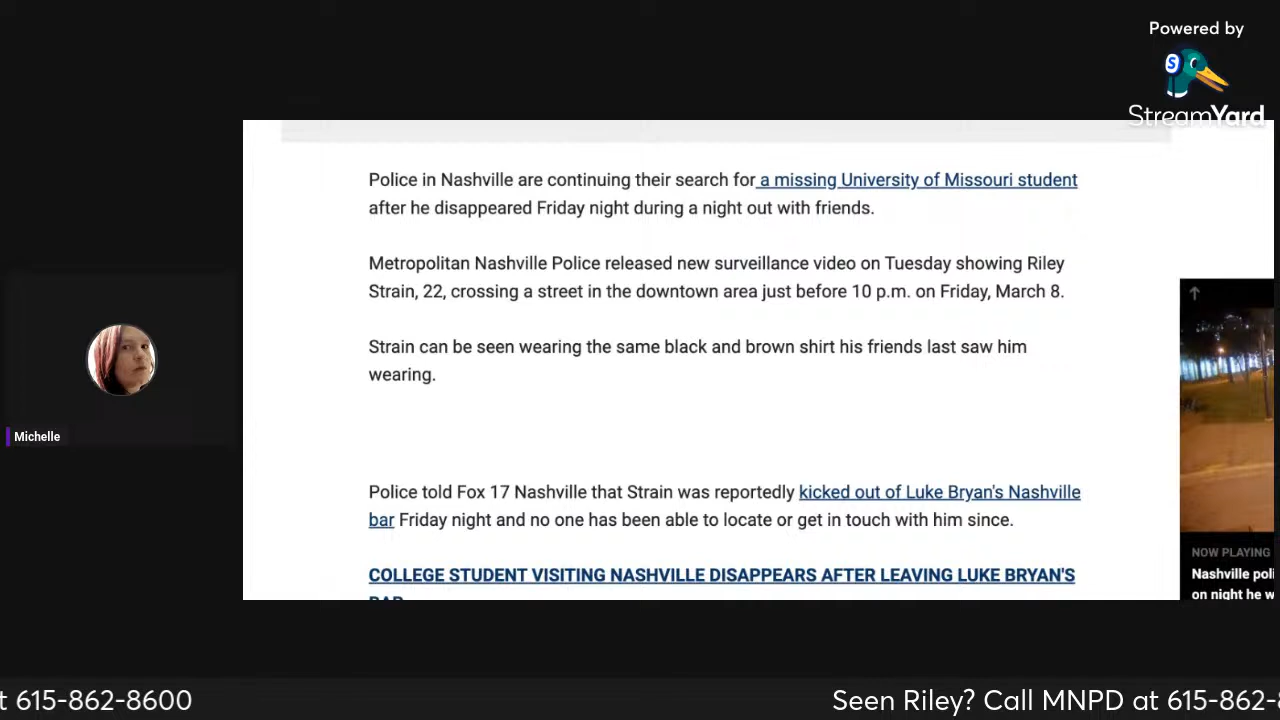 Powered by
StreamYard
Police in Nashville are continuing their search for a missing University of Missouri student
after he disappeared Friday night during a night out with friends.
Metropolitan Nashville Police released new surveillance video on Tuesday showing Riley
Strain, 22, crossing a street in the downtown area just before 10 p.m. on Friday, March 8.
Strain can be seen wearing the same black and brown shirt his friends last saw him
wearing.
Police told Fox 17 Nashville that Strain was reportedly kicked out of Luke Bryan's Nashville
bar Friday night and no one has been able to locate or get in touch with him since.
COLLEGE STUDENT VISITING NASHVILLE DISAPPEARS AFTER LEAVING LUKE BRYAN'S
BAR
NOW PLAYING
Nashville poli
on night he w
Michelle
t 615-862-8600
Seen Riley? Call MNPD at 615-862-8